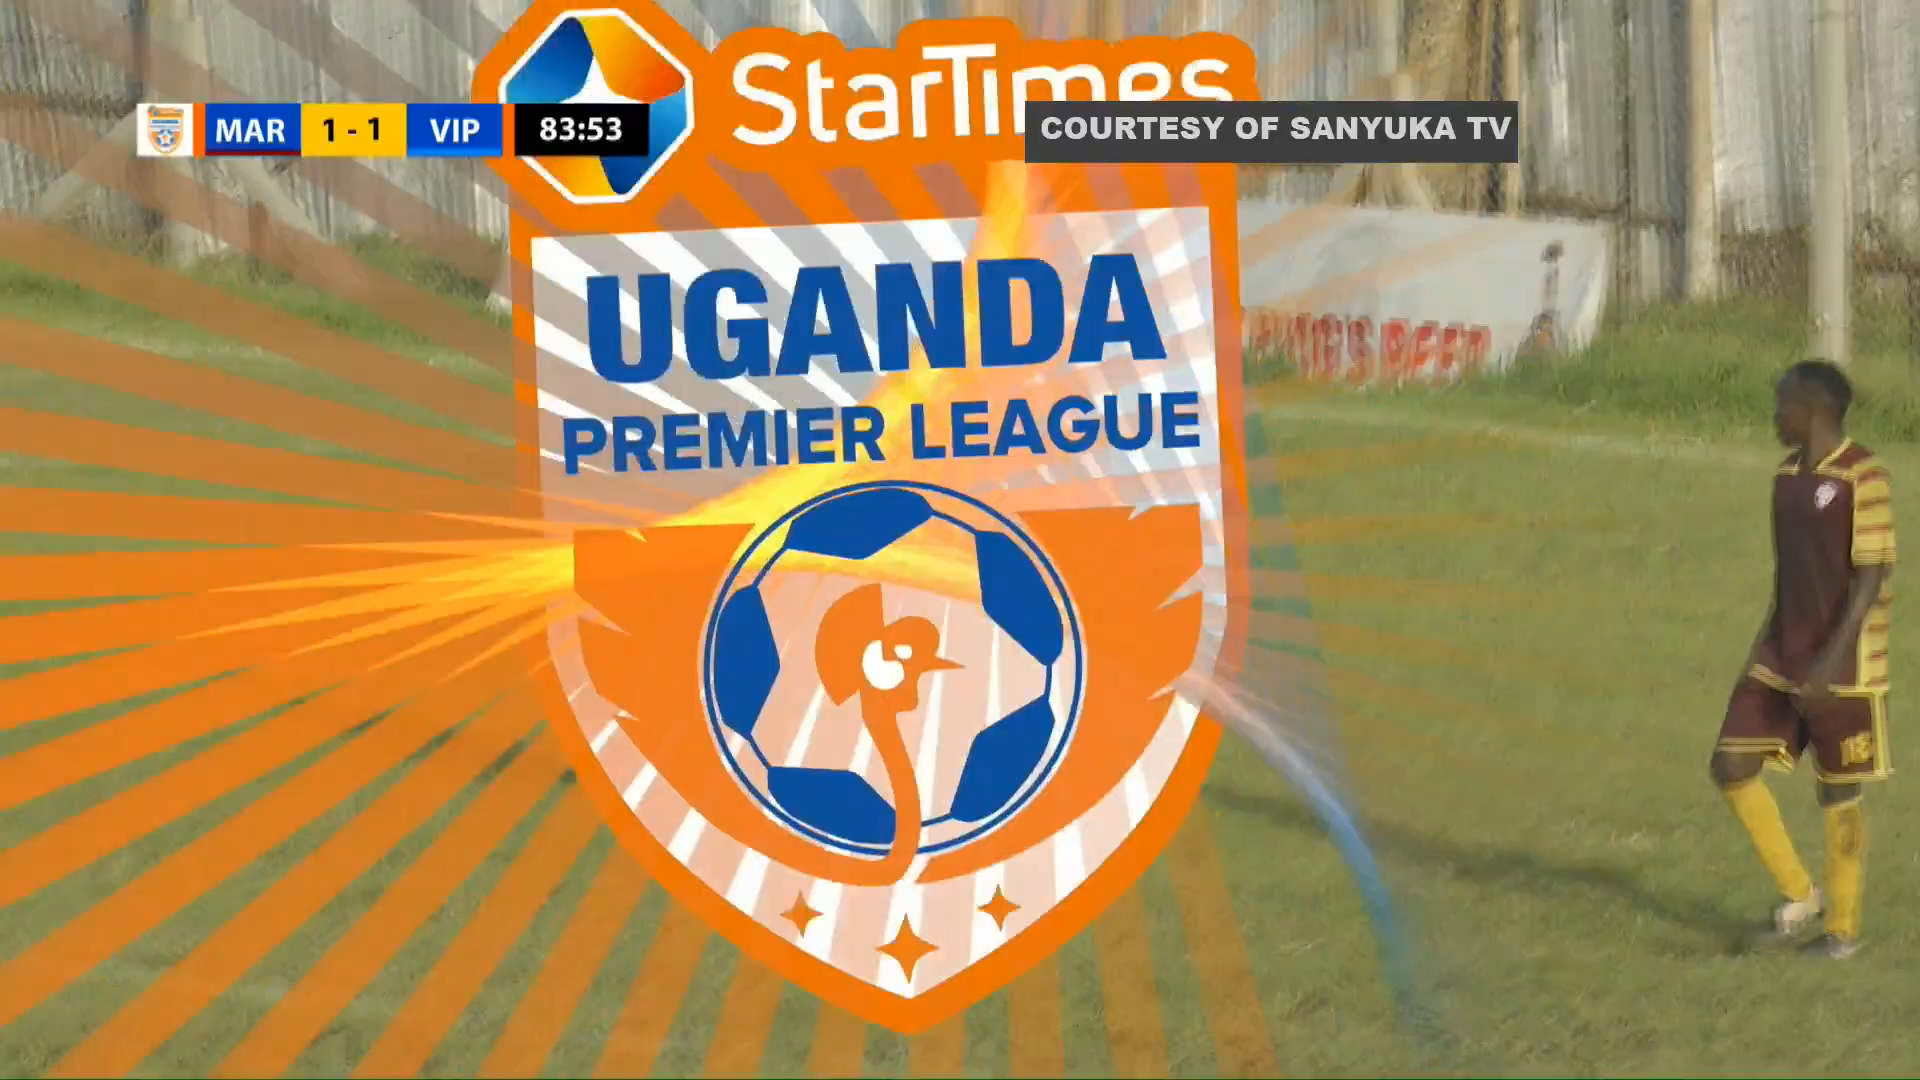 StarTimes
MAR 1 - 1 VIP 83:53
COURTESY OF SANYUKA TV
UGANDA
PREMIER LEAGUE